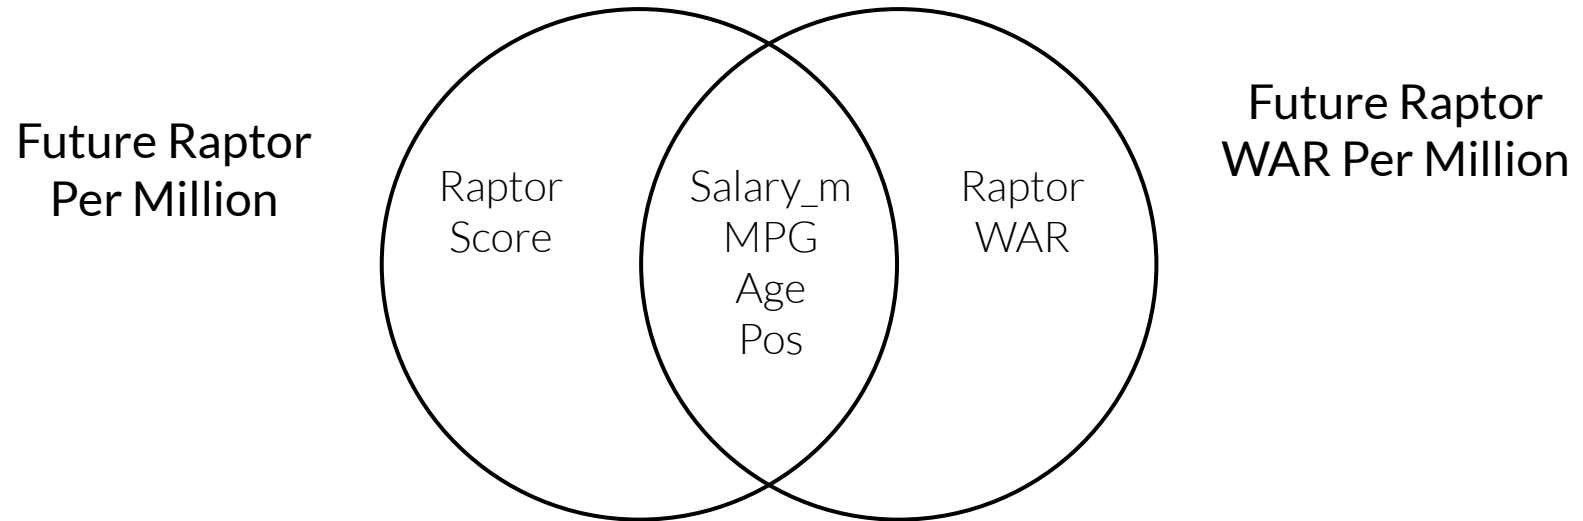 Future Raptor
Per Million
Raptor
Score
Salary_m
MPG
Age
Pos
Raptor
WAR
Future Raptor
WAR Per Million